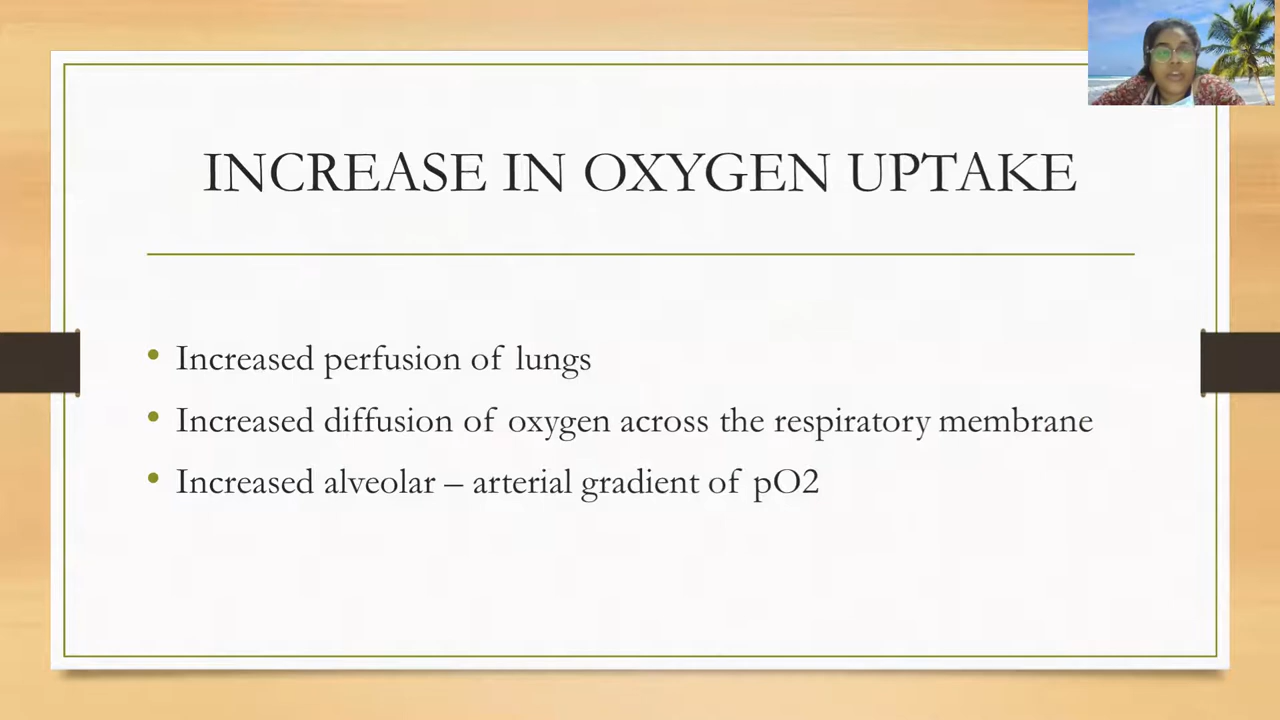 INCREASE IN OXYGEN UPTAKE
• Increased perfusion of lungs
• Increased diffusion of oxygen across the respiratory membrane
• Increased alveolar – arterial gradient of pO2